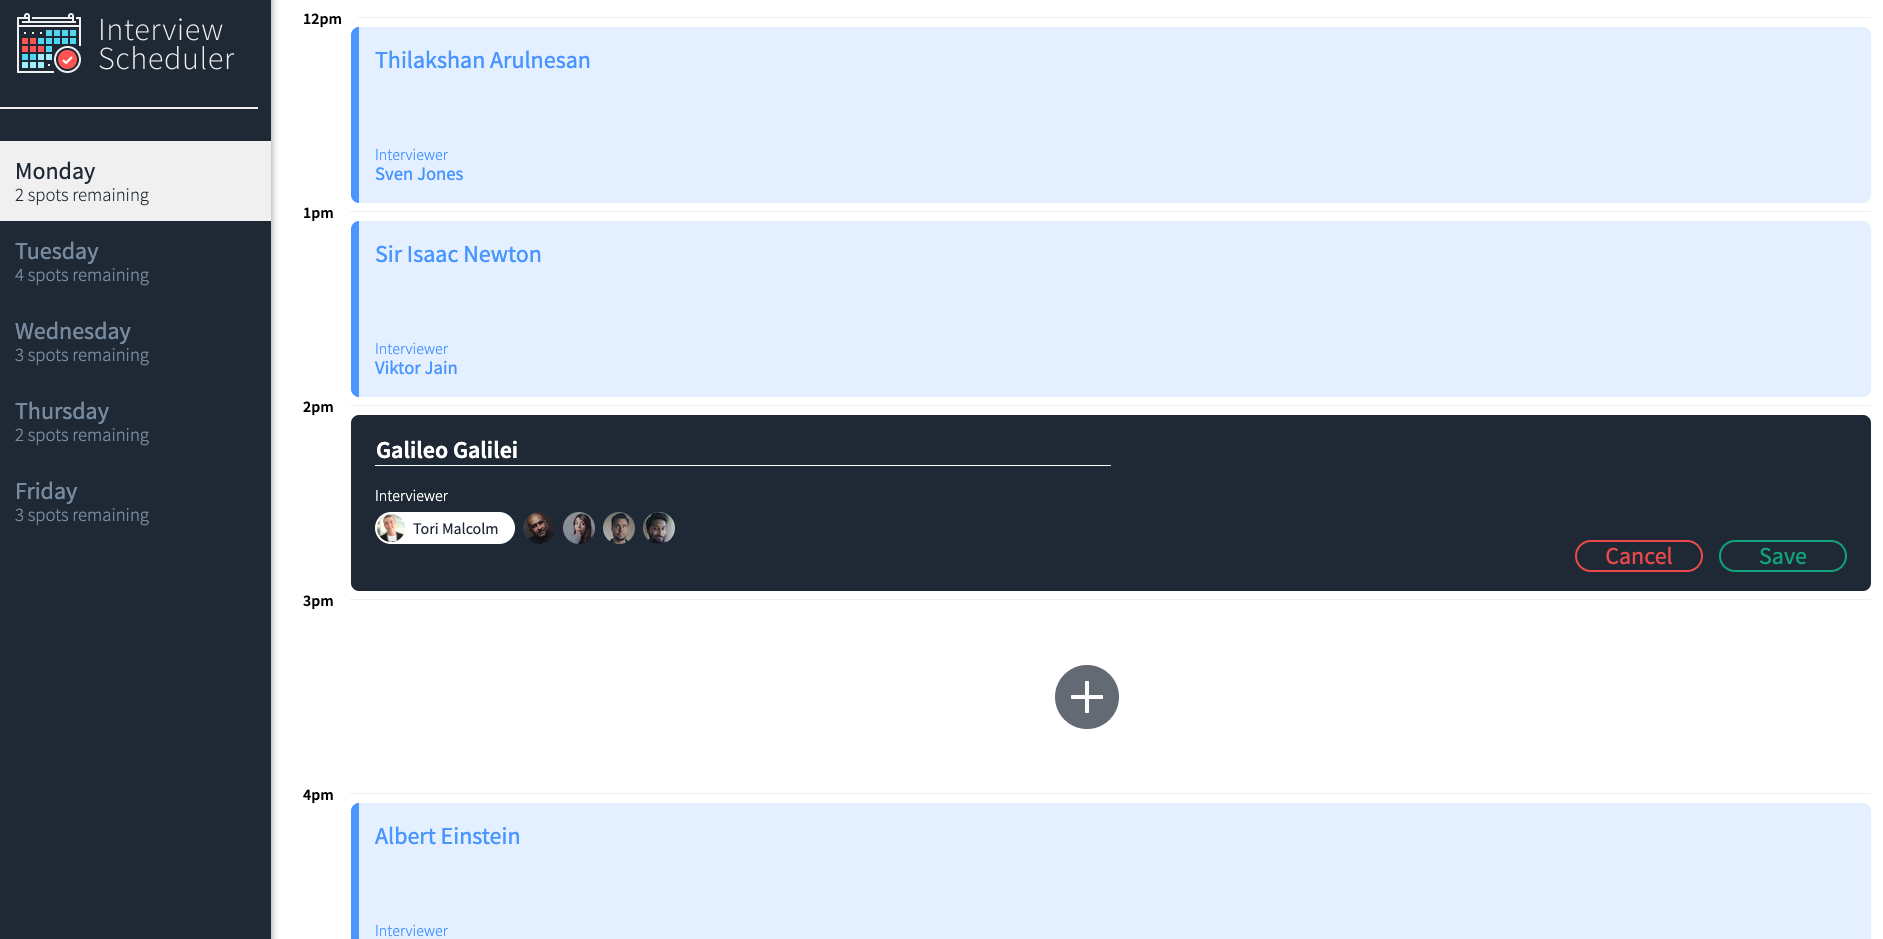 Interview
Scheduler
Monday
2 spots remaining
Tuesday
4 spots remaining
Wednesday
3 spots remaining
Thursday
2 spots remaining
Friday
3 spots remaining
12pm
Thilakshan Arulnesan
Interviewer
Sven Jones
1pm
Sir Isaac Newton
Interviewer
Viktor Jain
2pm
Galileo Galilei
Interviewer
Tori Malcolm
Cancel
Save
3pm
4pm
Albert Einstein
Interviewer